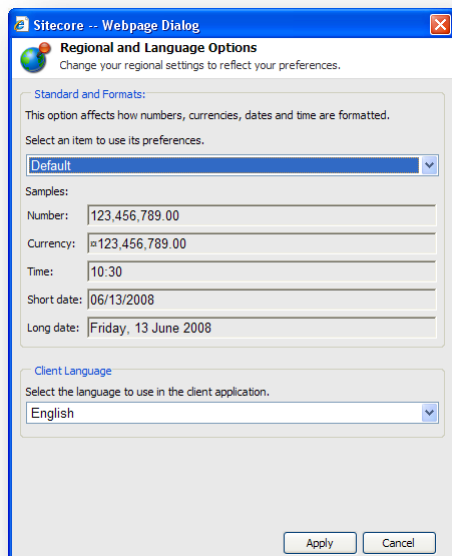 Sitecore -- Webpage Dialog
Regional and Language Options
Change your regional settings to reflect your preferences.
Standard and Formats:
This option affects how numbers, currencies, dates and time are formatted.
Select an item to use its preferences.
Default
Samples:
Number: 123,456,789.00
Currency: ¤123,456,789.00
Time: 10:30
Short date: 06/13/2008
Long date: Friday, 13 June 2008
Client Language
Select the language to use in the client application.
English
Apply Cancel